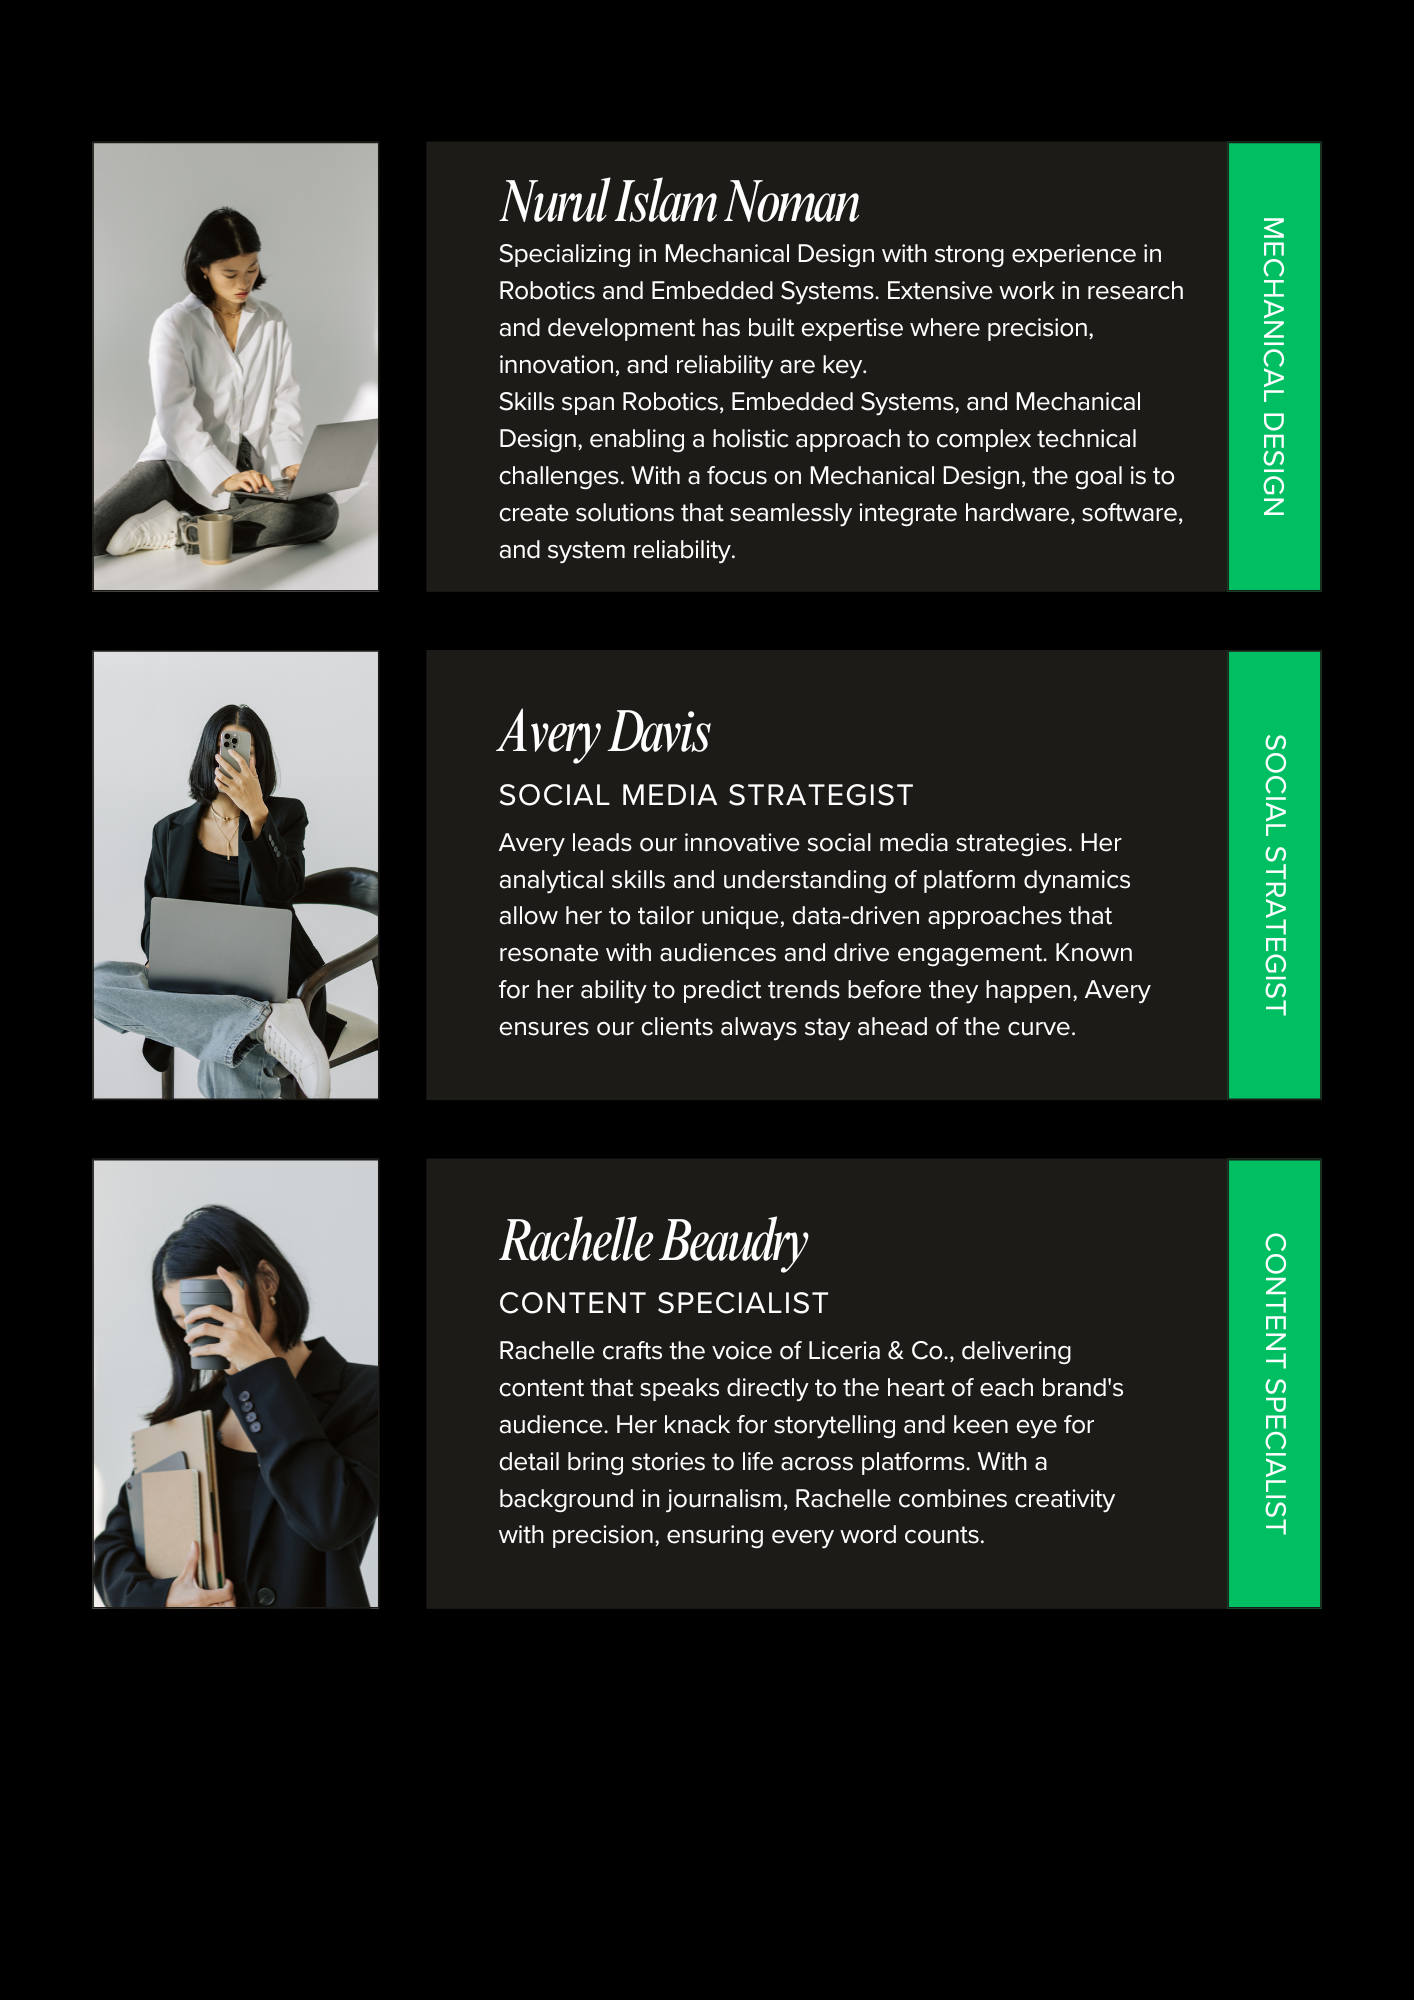 Nurul Islam Noman
Specializing in Mechanical Design with strong experience in
Robotics and Embedded Systems. Extensive work in research
and development has built expertise where precision,
innovation, and reliability are key.
Skills span Robotics, Embedded Systems, and Mechanical
Design, enabling a holistic approach to complex technical
challenges. With a focus on Mechanical Design, the goal is to
create solutions that seamlessly integrate hardware, software,
and system reliability.
MECHANICAL DESIGN
Avery Davis
SOCIAL MEDIA STRATEGIST
Avery leads our innovative social media strategies. Her
analytical skills and understanding of platform dynamics
allow her to tailor unique, data-driven approaches that
resonate with audiences and drive engagement. Known
for her ability to predict trends before they happen, Avery
ensures our clients always stay ahead of the curve.
SOCIAL STRATEGIST
Rachelle Beaudry
CONTENT SPECIALIST
Rachelle crafts the voice of Liceria & Co., delivering
content that speaks directly to the heart of each brand's
audience. Her knack for storytelling and keen eye for
detail bring stories to life across platforms. With a
background in journalism, Rachelle combines creativity
with precision, ensuring every word counts.
CONTENT SPECIALIST